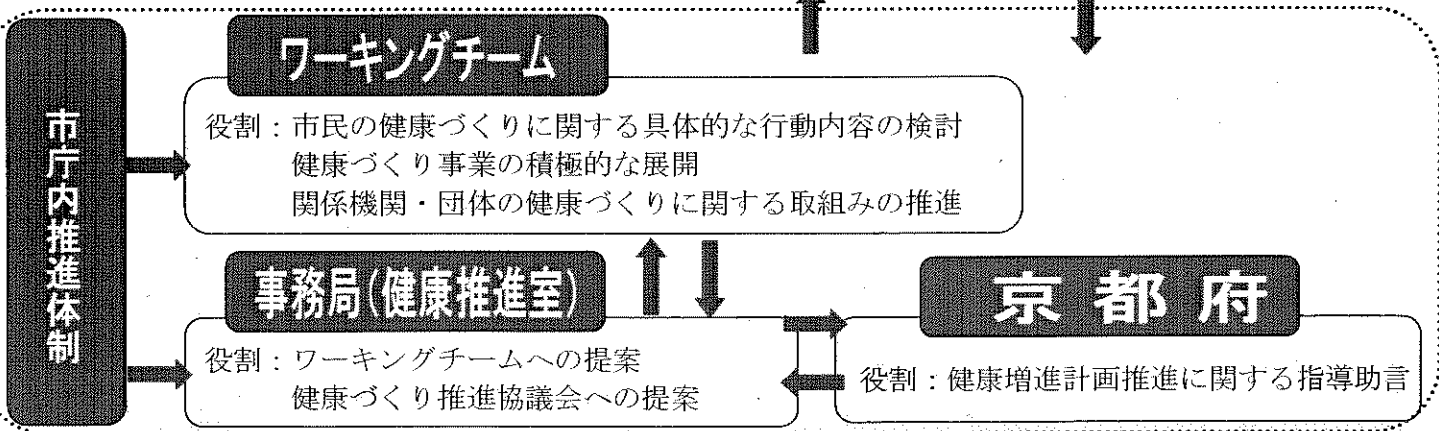 市庁内推進体制
ワーキングチーム
役割：市民の健康づくりに関する具体的な行動内容の検討
健康づくり事業の積極的な展開
関係機関・団体の健康づくりに関する取組みの推進
事務局(健康推進室)
役割：ワーキングチームへの提案
健康づくり推進協議会への提案
京都府
役割：健康増進計画推進に関する指導助言